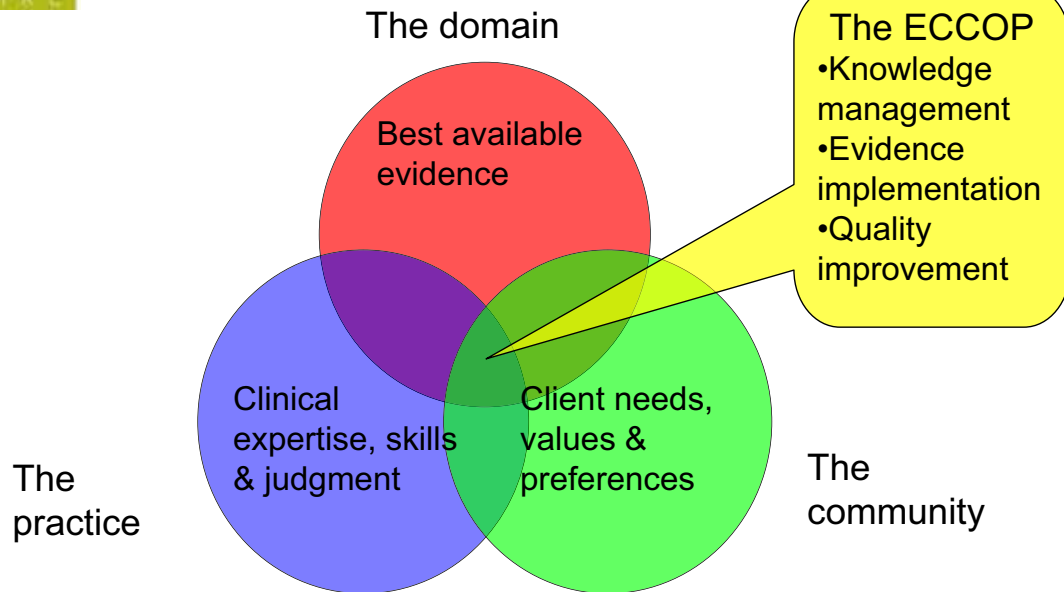 The domain
The ECCOP
•Knowledge
management
•Evidence
implementation
•Quality
improvement
Best available
evidence
Clinical
expertise, skills
& judgment
Client needs,
values &
preferences
The
practice
The
community